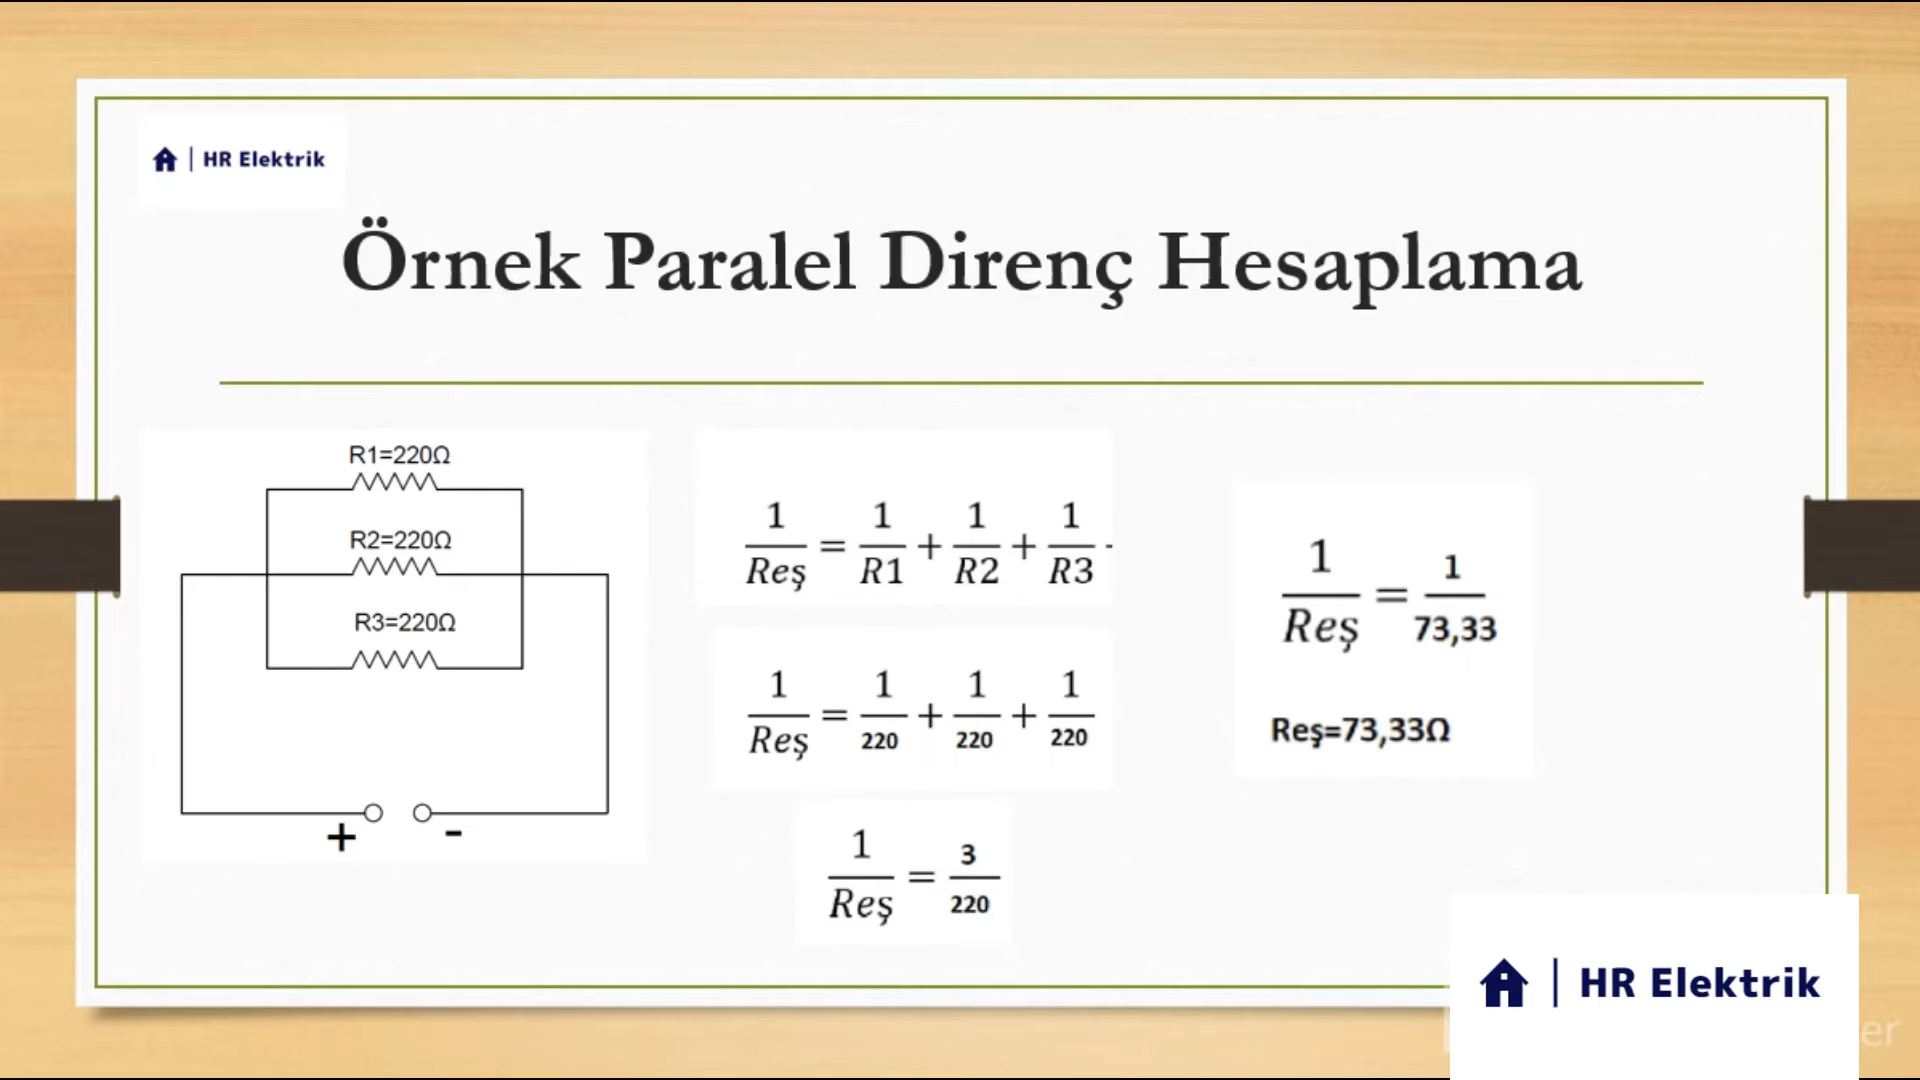 HR Elektrik
Örnek Paralel Direnç Hesaplama
R1=220Ω
R2=220Ω
R3=220Ω
+ -
1/Reş = 1/R1 + 1/R2 + 1/R3
1/Reş = 1/220 + 1/220 + 1/220
1/Reş = 3/220
1/Reş = 1/73,33
Reş=73,33Ω
HR Elektrik